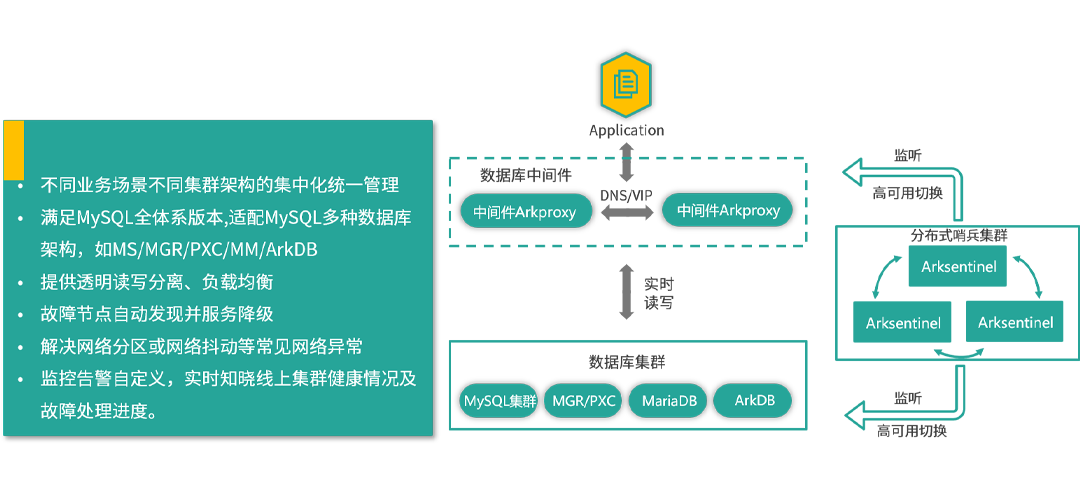 • 不同业务场景不同集群架构的集中化统一管理
• 满足MySQL全体系版本,适配MySQL多种数据库
架构，如MS/MGR/PXC/MM/ArkDB
• 提供透明读写分离、负载均衡
• 故障节点自动发现并服务降级
• 解决网络分区或网络抖动等常见网络异常
• 监控告警自定义，实时知晓线上集群健康情况及
故障处理进度。
Application
数据库中间件
DNS/VIP
中间件Arkproxy
中间件Arkproxy
实时
读写
数据库集群
MySQL集群
MGR/PXC
MariaDB
ArkDB
监听
高可用切换
分布式哨兵集群
Arksentinel
Arksentinel
Arksentinel
监听
高可用切换